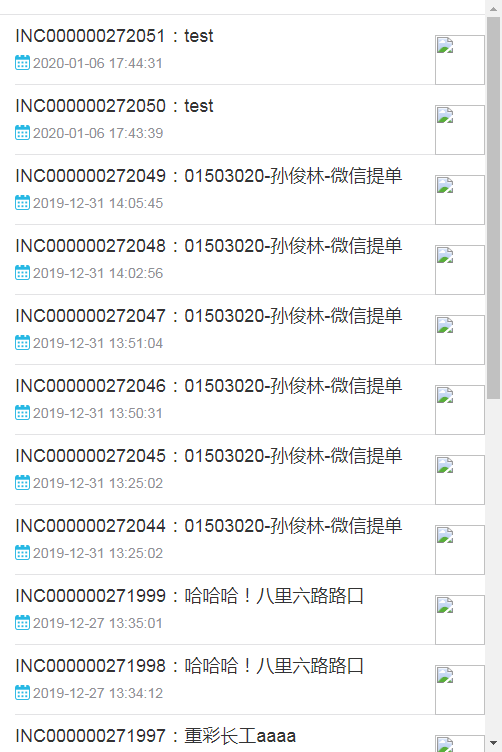 INC000000272051：test
2020-01-06 17:44:31
INC000000272050：test
2020-01-06 17:43:39
INC000000272049：01503020-孙俊林-微信提单
2019-12-31 14:05:45
INC000000272048：01503020-孙俊林-微信提单
2019-12-31 14:02:56
INC000000272047：01503020-孙俊林-微信提单
2019-12-31 13:51:04
INC000000272046：01503020-孙俊林-微信提单
2019-12-31 13:50:31
INC000000272045：01503020-孙俊林-微信提单
2019-12-31 13:25:02
INC000000272044：01503020-孙俊林-微信提单
2019-12-31 13:25:02
INC000000271999：哈哈哈！八里六路路口
2019-12-27 13:35:01
INC000000271998：哈哈哈！八里六路路口
2019-12-27 13:34:12
INC000000271997：重彩长工aaaa